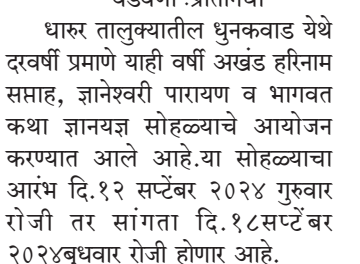 धारुर तालुक्यातील धुनकवाड येथे
दरवर्षी प्रमाणे याही वर्षी अखंड हरिनाम
सप्ताह, ज्ञानेश्वरी पारायण व भागवत
कथा ज्ञानयज्ञ सोहळ्याचे आयोजन
करण्यात आले आहे.या सोहळ्याचा
आरंभ दि.१२ सप्टेंबर २०२४ गुरुवार
रोजी तर सांगता दि.१८सप्टेंबर
२०२४बुधवार रोजी होणार आहे.